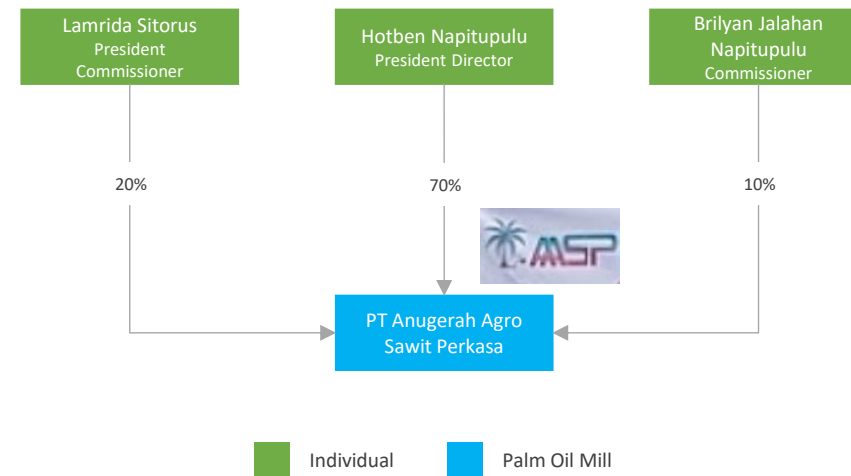 Lamrida Sitorus
President
Commissioner
Hotben Napitupulu
President Director
Brilyan Jalahan
Napitupulu
Commissioner
20%
70%
10%
PT Anugerah Agro
Sawit Perkasa
Individual
Palm Oil Mill